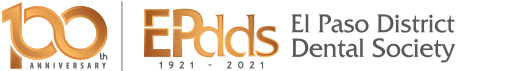 100th
ANNIVERSARY
EPdds
1921 - 2021
El Paso District
Dental Society